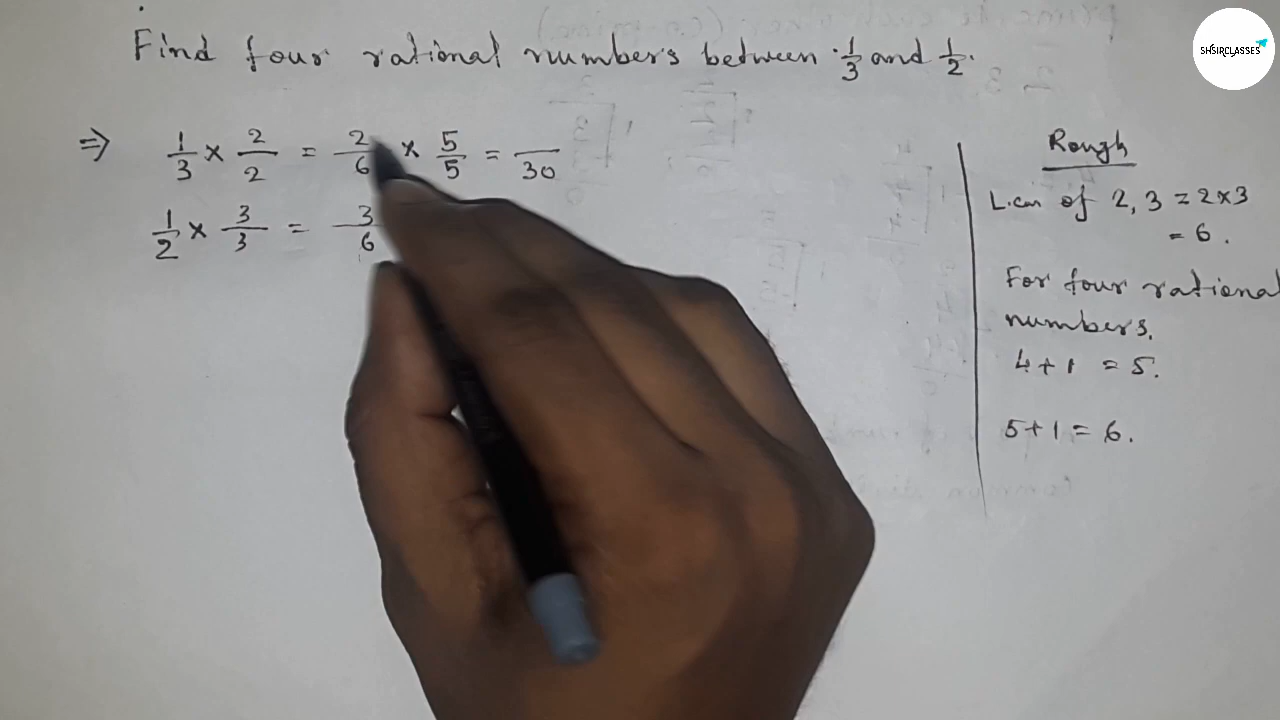 Find four rational numbers between 1/3 and 1/2.
⇒ 1/3 × 2/2 = 2/6 × 5/5 = /30
1/2 × 3/3 = 3/6
Rough
L.cm of 2, 3 = 2×3
= 6.
For four rational
numbers.
4+1 = 5.
5+1 = 6.
SHSIRCLASSES